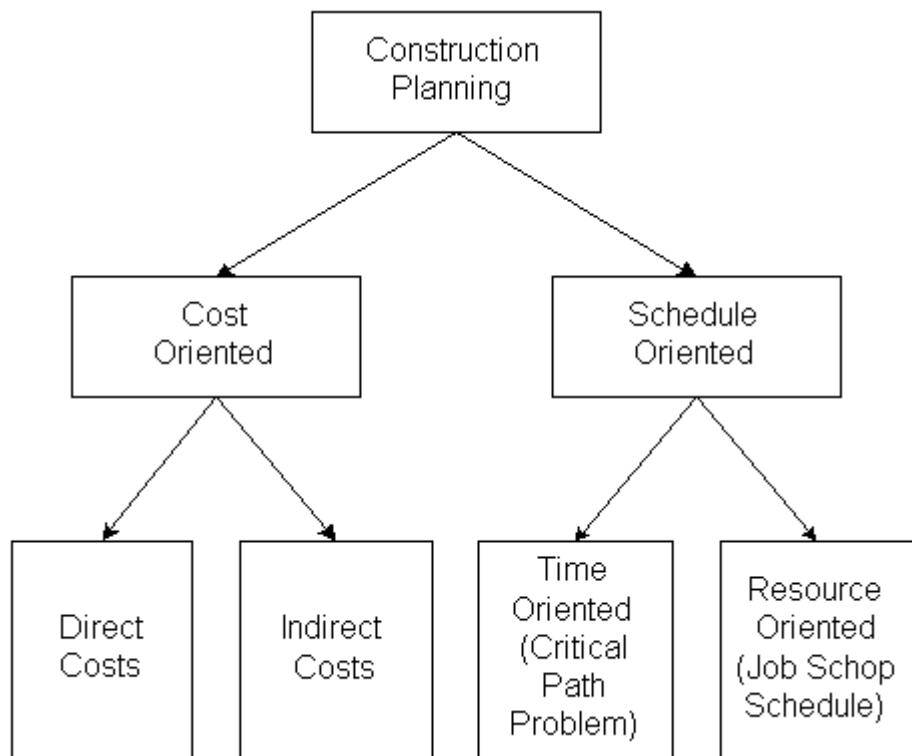 Construction
Planning
Cost
Oriented
Schedule
Oriented
Direct
Costs
Indirect
Costs
Time
Oriented
(Critical
Path
Problem)
Resource
Oriented
(Job Schop
Schedule)